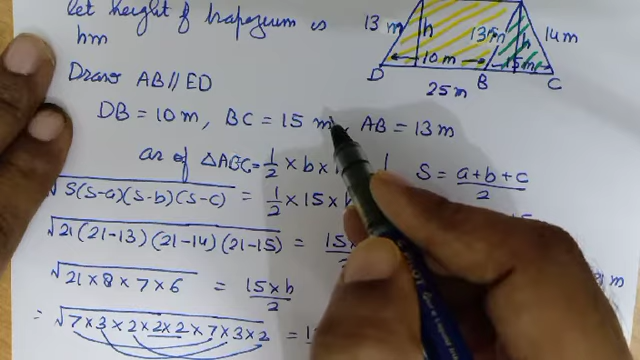 let height of trapezium is
hm
13 m
h
13m
h
14 m
10 m
15m
D
B
C
25 m
Draw AB // ED
DB = 10 m, BC = 15 m, AB = 13 m
ar of △ABC = 1/2 × b × h
S = a + b + c / 2
√S(S-a)(S-b)(S-c) = 1/2 × 15 × h
√21 (21-13) (21-14) (21-15) = 15
√21 × 8 × 7 × 6 = 15 × h / 2
= √7 × 3 × 2 × 2 × 2 × 7 × 3 × 2 =
m